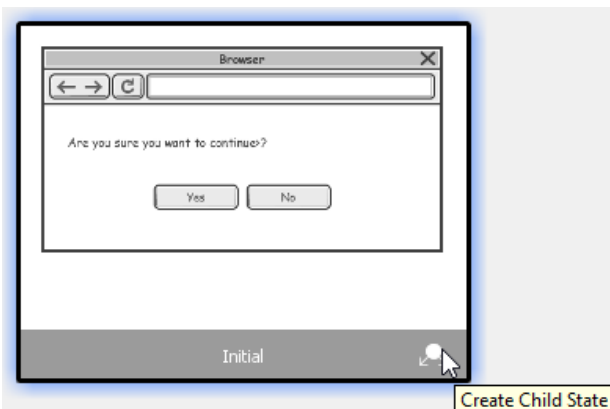 Browser
Are you sure you want to continue>?
Yes
No
Initial
Create Child State